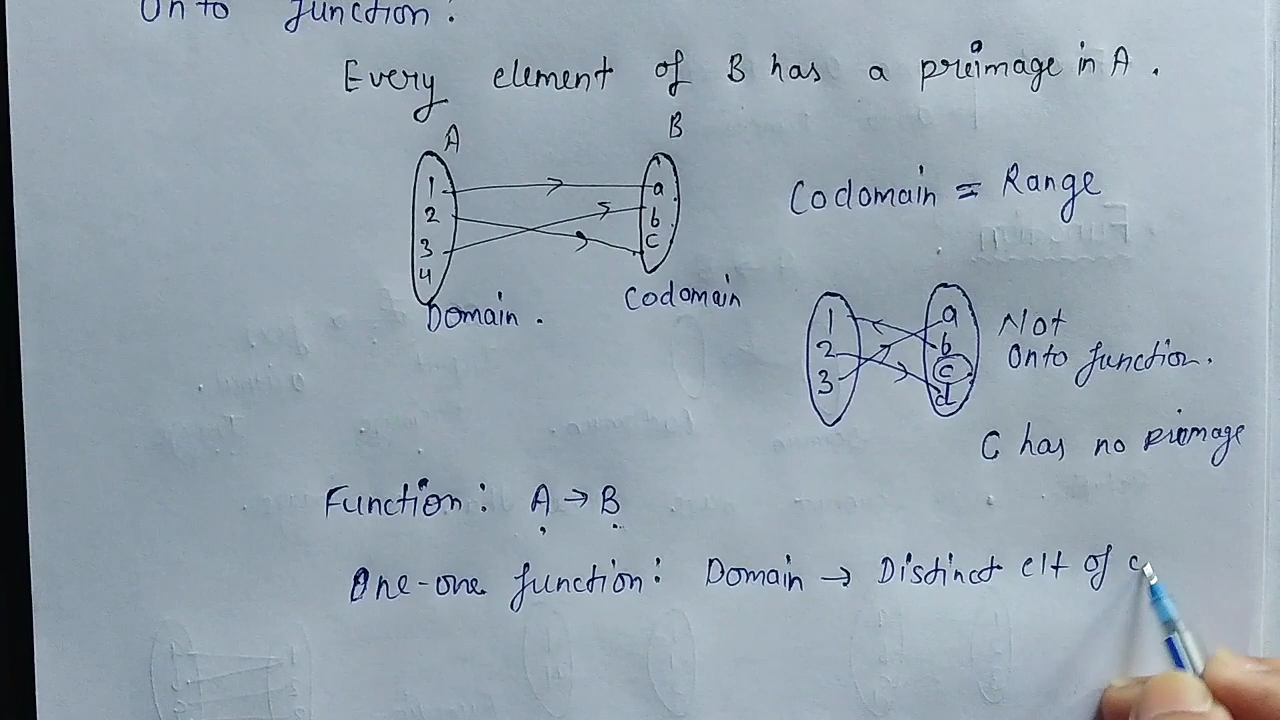 Onto function:
Every element of B has a preimage in A.
A B
1 a
2 b
3 c
4
Domain. Codomain
Codomain = Range
1 a
2 b
3 c
d
Not
Onto function.
C has no
Function: A → B
One-one function: Domain → Distinct elt of c